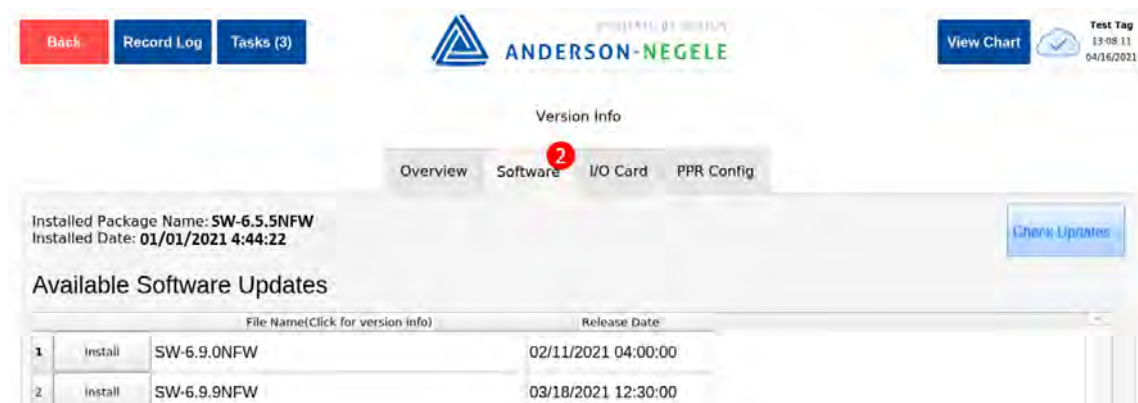 Back
Record Log
Tasks (3)
ANDERSON-NEGELE
View Chart
Test Tag
13:08:11
04/16/2021
Version Info
2
Overview Software I/O Card PPR Config
Installed Package Name: SW-6.5.5NFW
Installed Date: 01/01/2021 4:44:22
Check Updates
Available Software Updates
File Name(Click for version info) Release Date
1 Install SW-6.9.0NFW 02/11/2021 04:00:00
2 Install SW-6.9.9NFW 03/18/2021 12:30:00